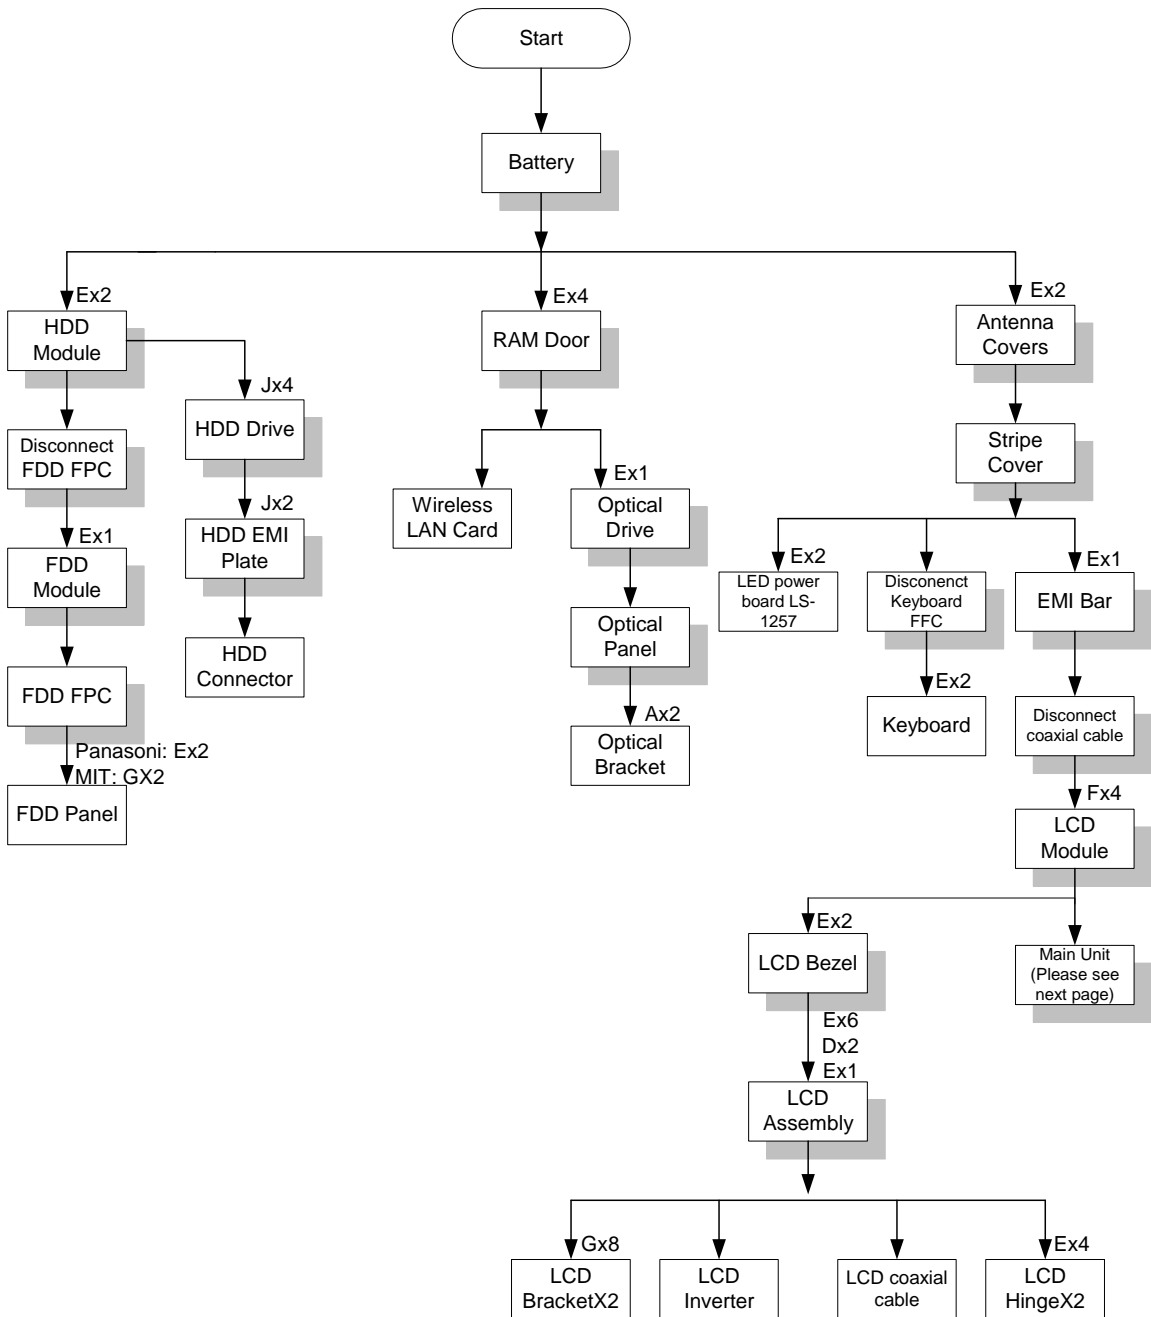 Start
Battery
Ex2
Ex4
Ex2
HDD
Module
RAM Door
Antenna
Covers
Jx4
Disconnect
FDD FPC
HDD Drive
Stripe
Cover
Ex1
Jx2
Ex1
Wireless
LAN Card
Optical
Drive
FDD
Module
HDD EMI
Plate
Ex2
Ex1
LED power
board LS-
1257
Disconenct
Keyboard
FFC
EMI Bar
Optical
Panel
HDD
Connector
FDD FPC
Ex2
Ax2
Keyboard
Disconnect
coaxial cable
Panasoni: Ex2
MIT: GX2
Optical
Bracket
FDD Panel
Fx4
LCD
Module
Ex2
LCD Bezel
Main Unit
(Please see
next page)
Ex6
Dx2
Ex1
LCD
Assembly
Gx8
Ex4
LCD
BracketX2
LCD
Inverter
LCD coaxial
cable
LCD
HingeX2